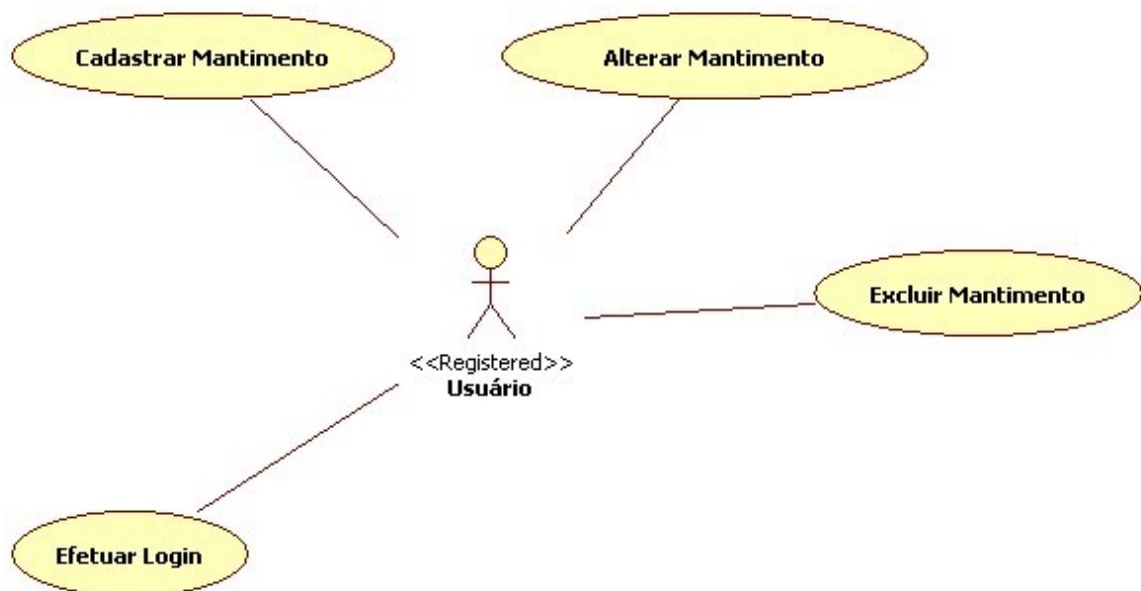 Cadastrar Mantimento
Alterar Mantimento
Excluir Mantimento
<<Registered>>
Usuário
Efetuar Login